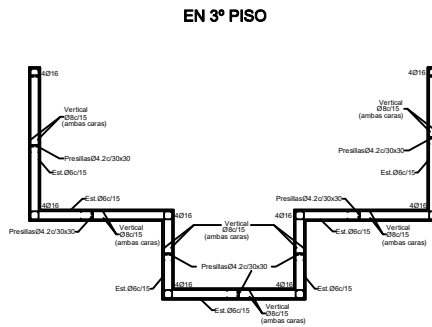 EN 3º PISO
4Ø16
4Ø16
Vertical
Ø8c/15
(ambas caras)
Vertical
Ø8c/15
(ambas caras)
PresillasØ4.2c/30x30
PresillasØ4.2c/30x30
Est.Ø6c/15
Est.Ø6c/15
Est.Ø6c/15
PresillasØ4.2c/30x30
4Ø16
4Ø16
4Ø16
4Ø16
PresillasØ4.2c/30x30
Vertical
Ø8c/15
(ambas caras)
Vertical
Ø8c/15
(ambas caras)
Est.Ø6c/15
Vertical
Ø8c/15
(ambas caras)
PresillasØ4.2c/30x30
Est.Ø6c/15
4Ø16
4Ø16
Est.Ø6c/15
Est.Ø6c/15
Vertical
Ø8c/15
(ambas caras)